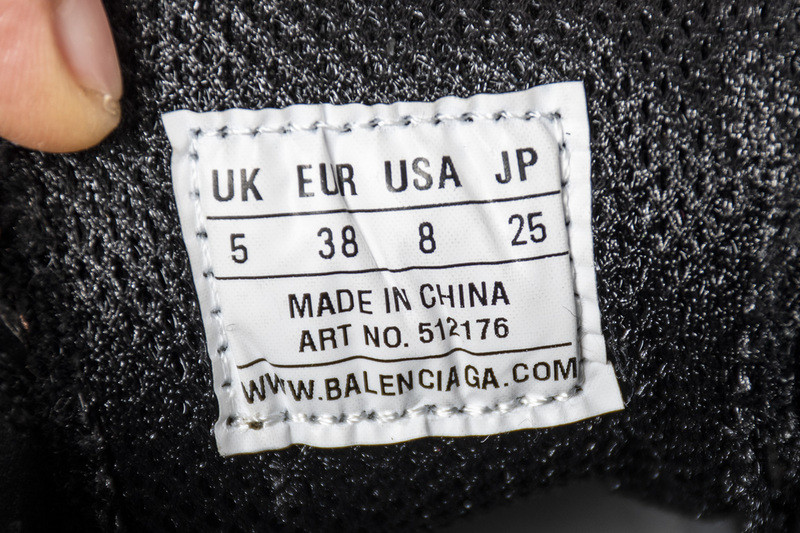 UK EUR USA JP
5 38 8 25
MADE IN CHINA
ART NO. 512176
WWW.BALENCIAGA.COM